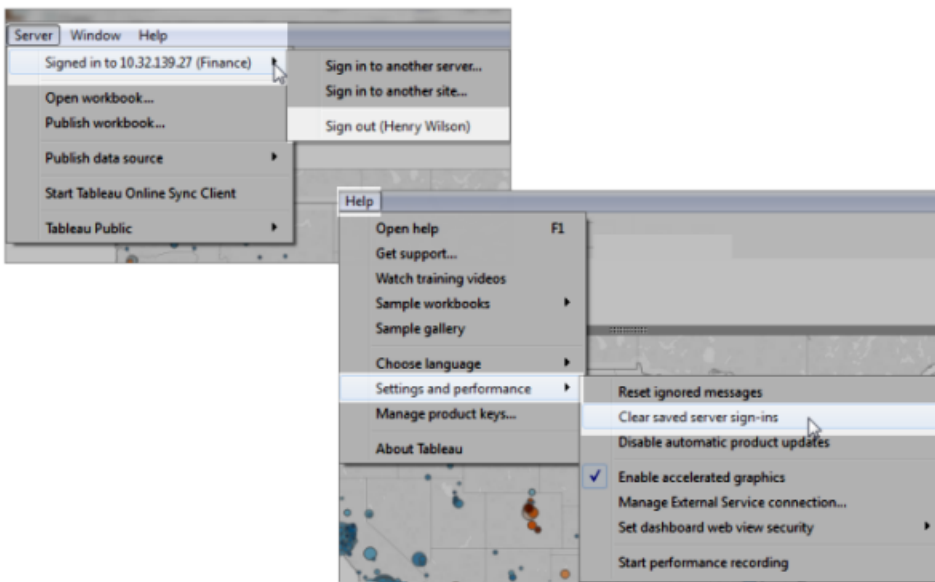 Server Window Help
Signed in to 10.32.139.27 (Finance)
Open workbook...
Publish workbook...
Publish data source
Start Tableau Online Sync Client
Tableau Public
Sign in to another server...
Sign in to another site...
Sign out (Henry Wilson)
Help
Open help F1
Get support...
Watch training videos
Sample workbooks
Sample gallery
Choose language
Settings and performance
Manage product keys...
About Tableau
Reset ignored messages
Clear saved server sign-ins
Disable automatic product updates
Enable accelerated graphics
Manage External Service connection...
Set dashboard web view security
Start performance recording